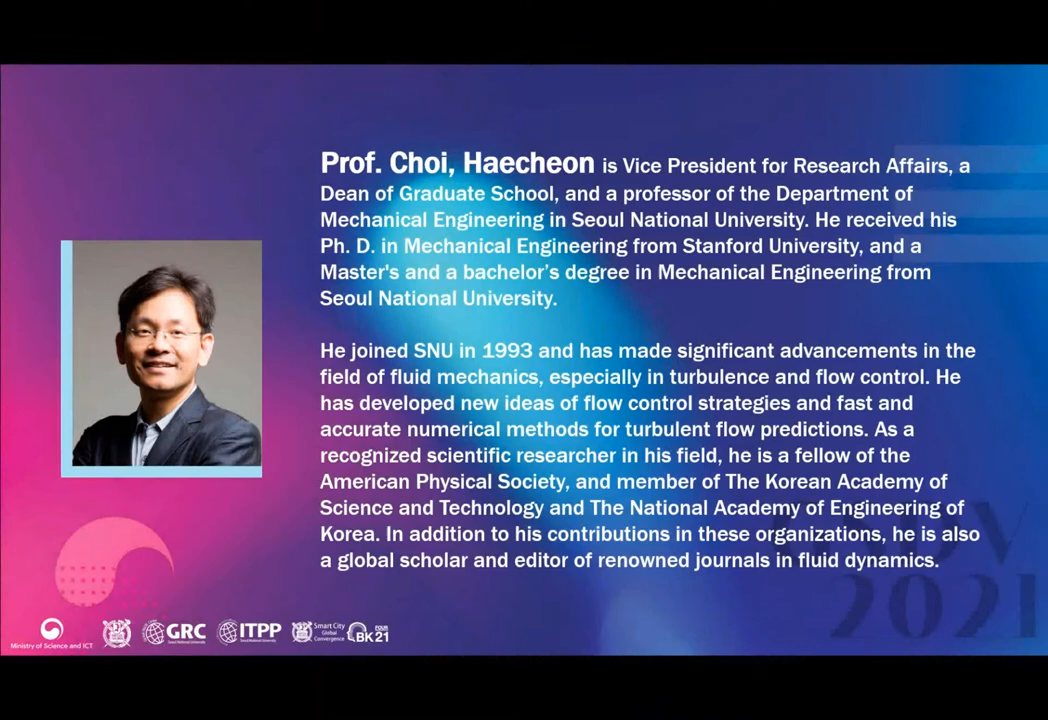 Prof. Choi, Haecheon is Vice President for Research Affairs, a
Dean of Graduate School, and a professor of the Department of
Mechanical Engineering in Seoul National University. He received his
Ph. D. in Mechanical Engineering from Stanford University, and a
Master's and a bachelor’s degree in Mechanical Engineering from
Seoul National University.
He joined SNU in 1993 and has made significant advancements in the
field of fluid mechanics, especially in turbulence and flow control. He
has developed new ideas of flow control strategies and fast and
accurate numerical methods for turbulent flow predictions. As a
recognized scientific researcher in his field, he is a fellow of the
American Physical Society, and member of The Korean Academy of
Science and Technology and The National Academy of Engineering of
Korea. In addition to his contributions in these organizations, he is also
a global scholar and editor of renowned journals in fluid dynamics.
2021
Ministry of Science and ICT
GRC
Seoul National University
ITPP
Seoul National University
Smart City
Global
Convergence
BK21
FOUR